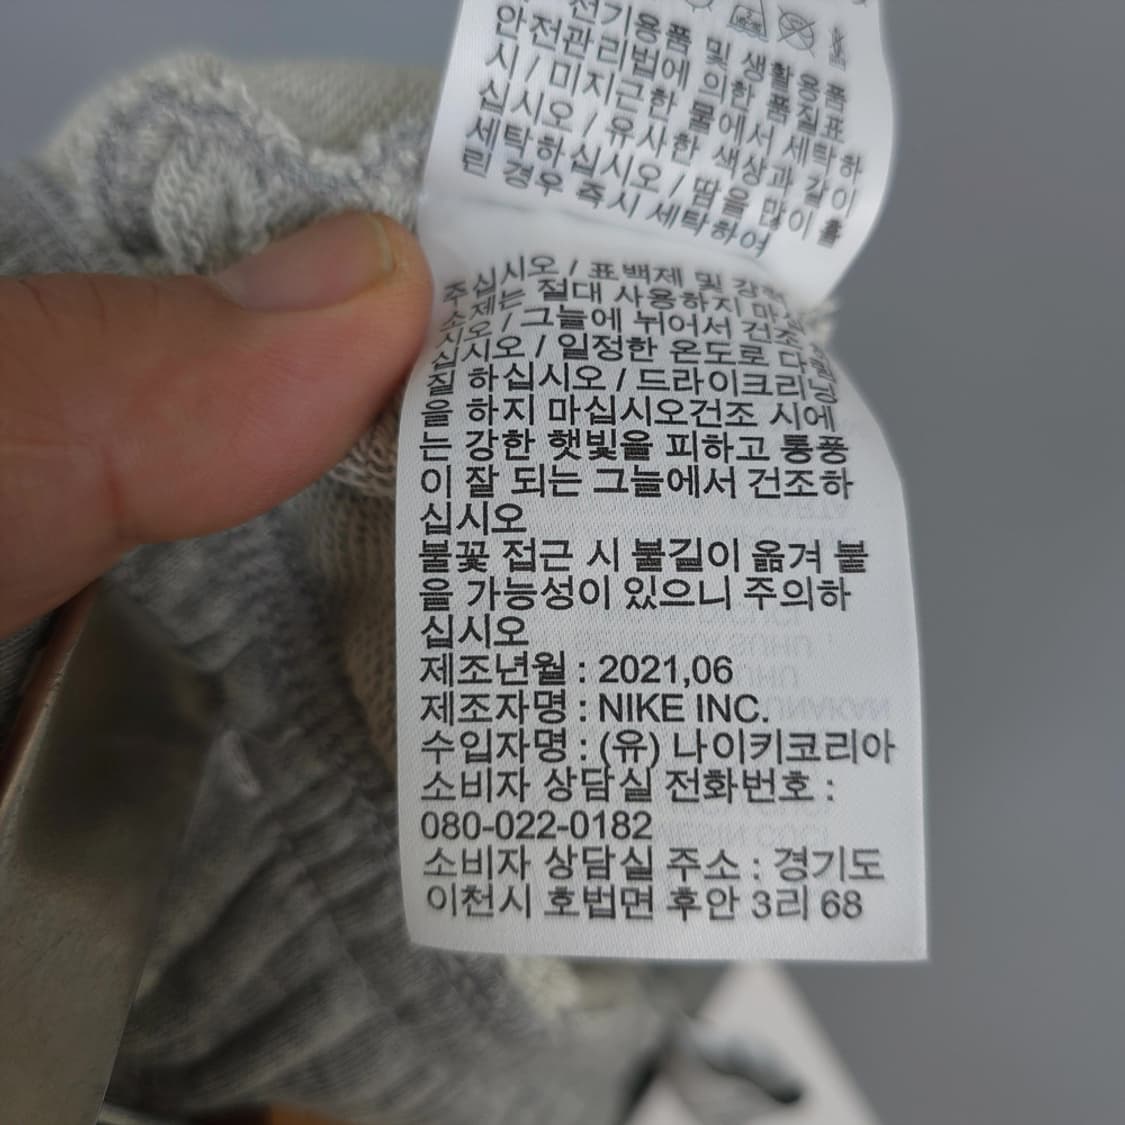 전기용품 및 생활용품
안전관리법에 의한 품질표
시 / 미지근한 물에서 세탁하
십시오 / 유사한 색상과 같이
세탁하십시오 / 땀을 많이 흘
린 경우 즉시 세탁하여
주십시오 / 표백제 및 강력
소제는 절대 사용하지 마십
시오 / 그늘에 뉘어서 건조
십시오 / 일정한 온도로 다림
질 하십시오 / 드라이크리닝
을 하지 마십시오건조 시에
는 강한 햇빛을 피하고 통풍
이 잘 되는 그늘에서 건조하
십시오
불꽃 접근 시 불길이 옮겨 붙
을 가능성이 있으니 주의하
십시오
제조년월 : 2021,06
제조자명 : NIKE INC.
수입자명 : (유) 나이키코리아
소비자 상담실 전화번호 :
080-022-0182
소비자 상담실 주소 : 경기도
이천시 호법면 후안 3리 68